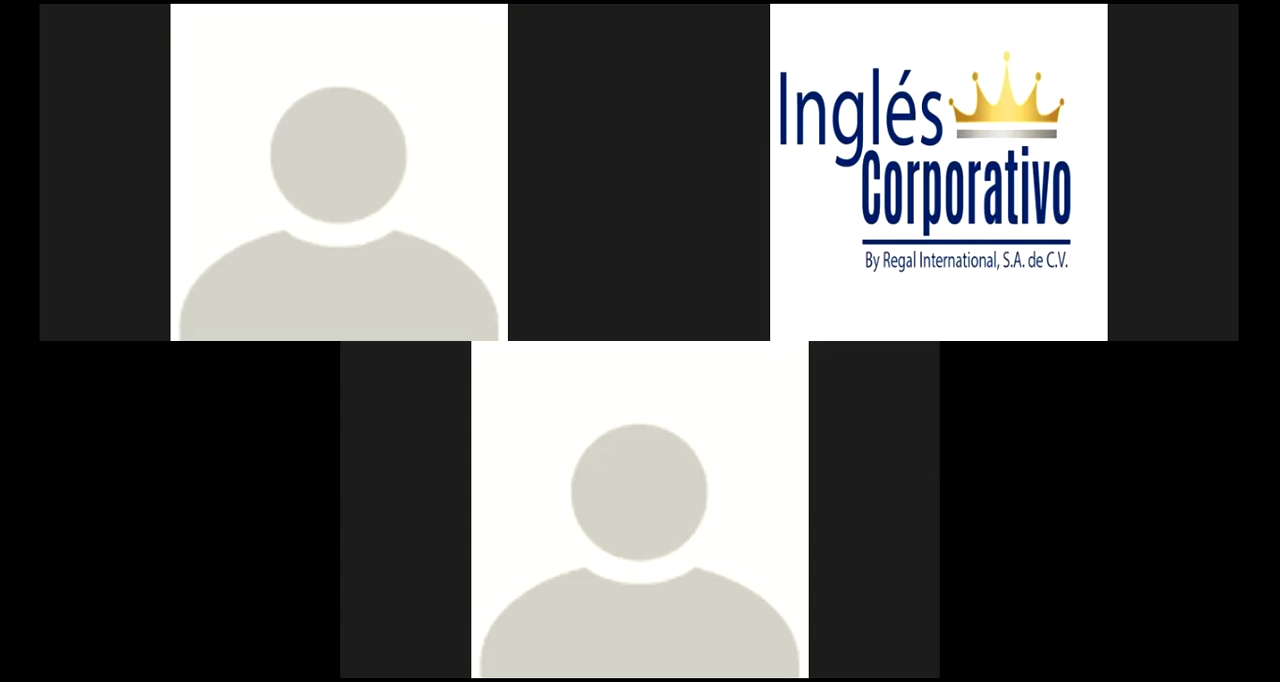 Inglés
Corporativo
By Regal International, S.A. de C.V.